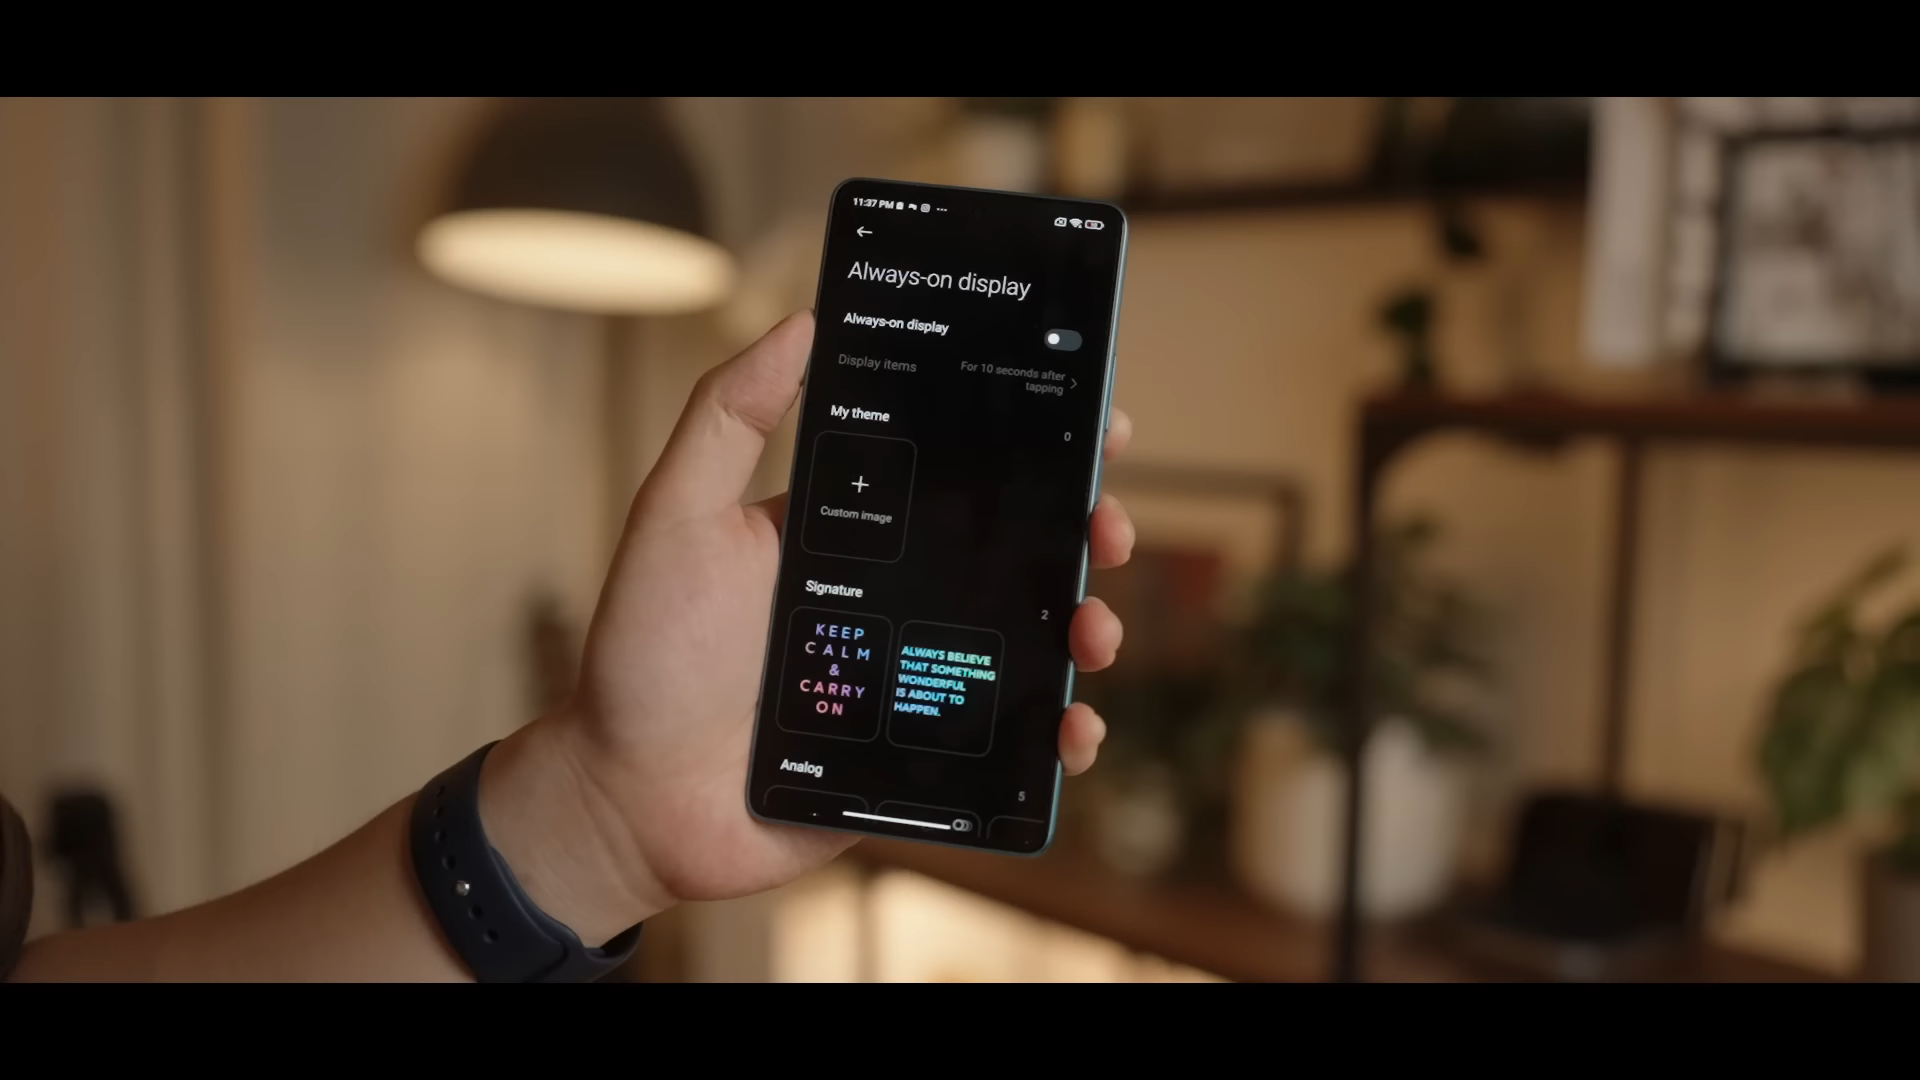 11:37 PM
Always-on display
Always-on display
Display items
For 10 seconds after
tapping
My theme
0
Custom image
Signature
2
KEEP
CALM
&
CARRY
ON
ALWAYS BELIEVE
THAT SOMETHING
WONDERFUL
IS ABOUT TO
HAPPEN.
Analog
5